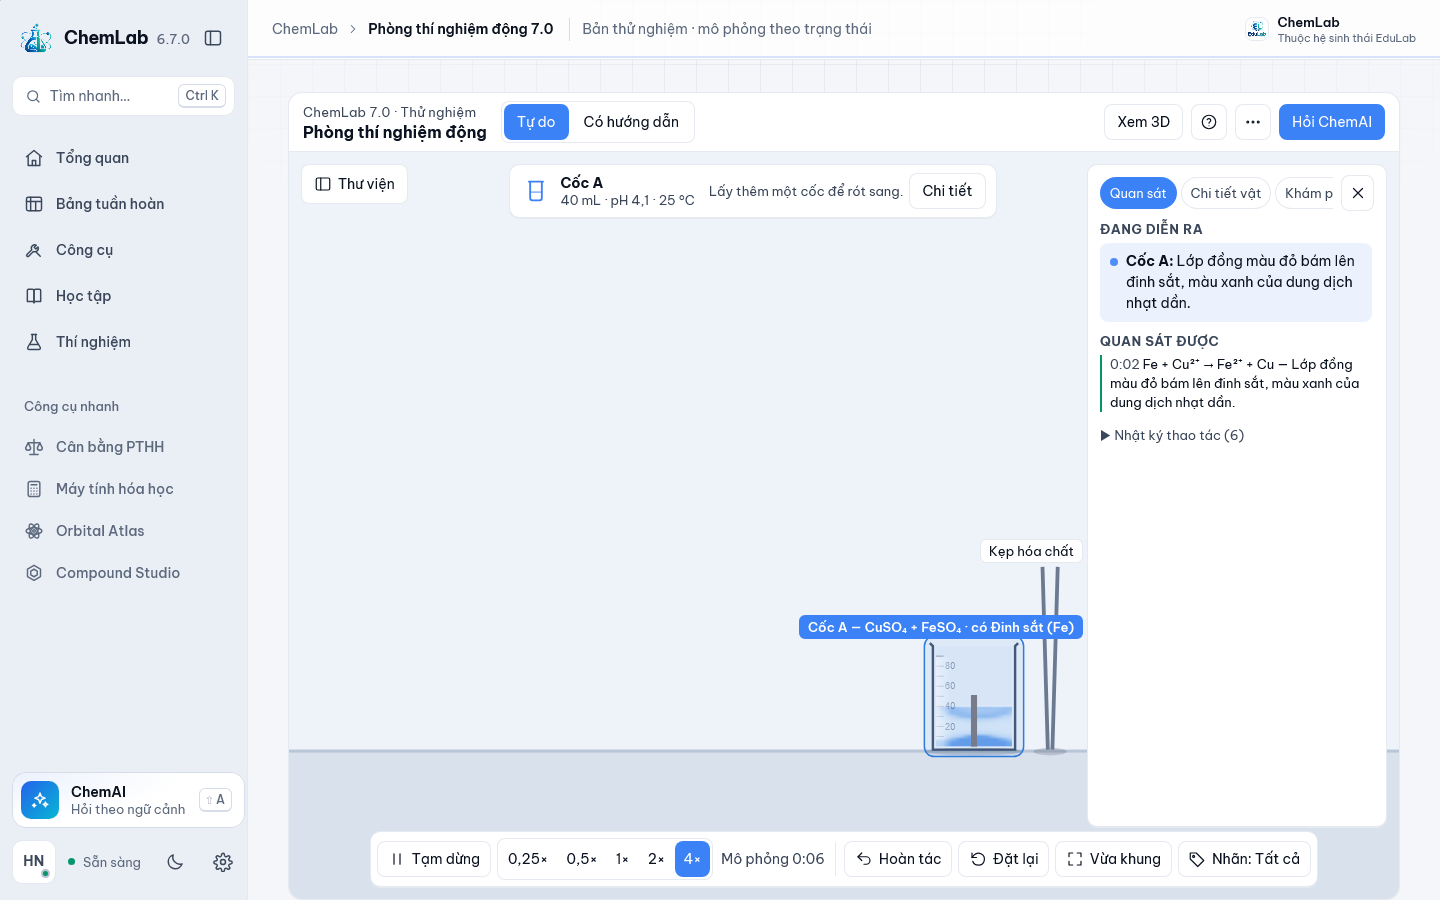 ChemLab 6.7.0
Tìm nhanh... Ctrl K
Tổng quan
Bảng tuần hoàn
Công cụ
Học tập
Thí nghiệm
Công cụ nhanh
Cân bằng PTHH
Máy tính hóa học
Orbital Atlas
Compound Studio
ChemAI
Hỏi theo ngữ cảnh
⇧ A
HN
Sẵn sàng
ChemLab > Phòng thí nghiệm động 7.0 Bản thử nghiệm · mô phỏng theo trạng thái
ChemLab
Thuộc hệ sinh thái EduLab
ChemLab 7.0 · Thử nghiệm
Phòng thí nghiệm động
Tự do Có hướng dẫn
Xem 3D
Hỏi ChemAI
Thư viện
Cốc A
40 mL · pH 4,1 · 25 °C
Lấy thêm một cốc để rót sang.
Chi tiết
Quan sát Chi tiết vật Khám p
ĐANG DIỄN RA
Cốc A: Lớp đồng màu đỏ bám lên
đinh sắt, màu xanh của dung dịch
nhạt dần.
QUAN SÁT ĐƯỢC
0:02 Fe + Cu²⁺ → Fe²⁺ + Cu — Lớp đồng
màu đỏ bám lên đinh sắt, màu xanh của
dung dịch nhạt dần.
▶ Nhật ký thao tác (6)
Kẹp hóa chất
Cốc A — CuSO₄ + FeSO₄ · có Đinh sắt (Fe)
80
60
40
20
Tạm dừng 0,25× 0,5× 1× 2× 4× Mô phỏng 0:06 Hoàn tác Đặt lại Vừa khung Nhãn: Tất cả